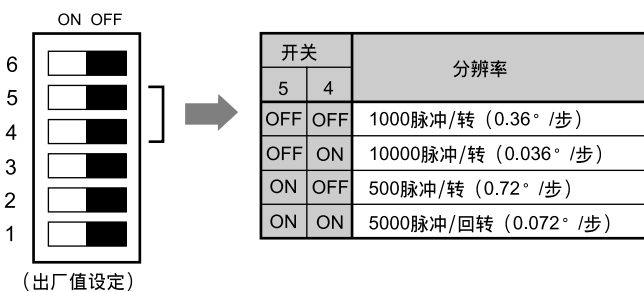 ON OFF
6
5
4
3
2
1
(出厂值设定)
开关 分辨率
5 4
OFF OFF 1000脉冲/转（0.36° /步）
OFF ON 10000脉冲/转（0.036° /步）
ON OFF 500脉冲/转（0.72° /步）
ON ON 5000脉冲/回转（0.072° /步）